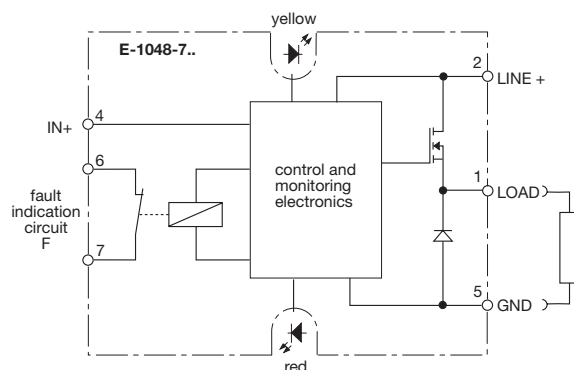 yellow
E-1048-7..
2
LINE +
4
IN+
6
control and
monitoring
electronics
fault
indication
circuit
F
1
LOAD
7
5
GND
red